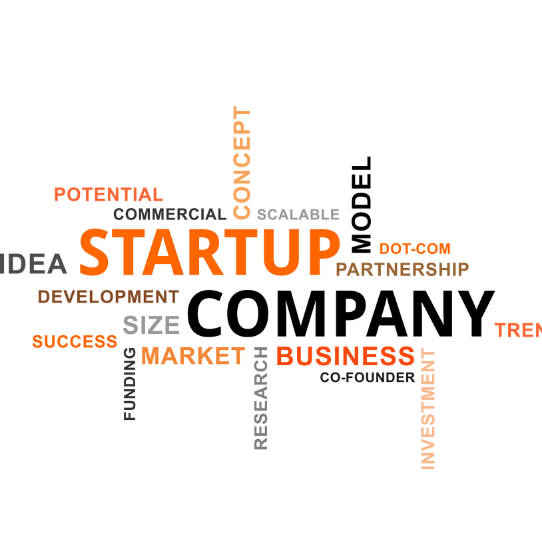 CONCEPT
MODEL
POTENTIAL
COMMERCIAL
SCALABLE
DOT-COM
IDEA
STARTUP
PARTNERSHIP
DEVELOPMENT
COMPANY
SIZE
TREN
SUCCESS
MARKET
BUSINESS
FUNDING
RESEARCH
CO-FOUNDER
INVESTMENT